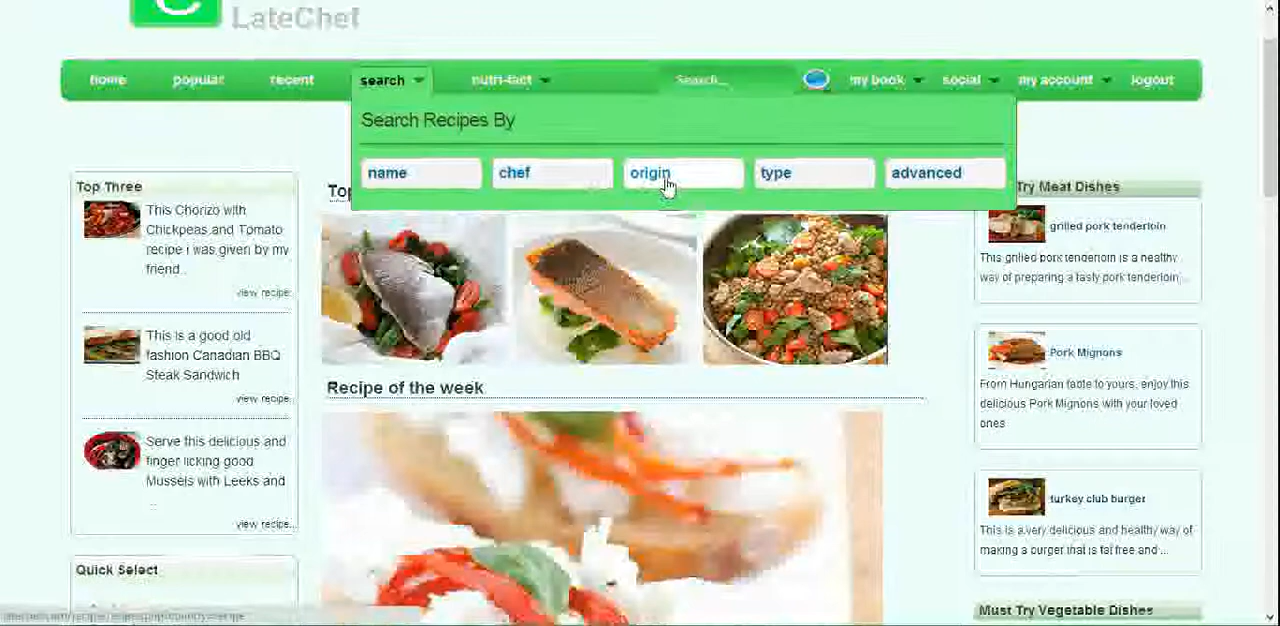 LateChef
home
popular
recent
search
nutri-fact
Search...
my book
social
my account
logout
Search Recipes By
name
chef
origin
type
advanced
Top Three
This Chorizo with
Chickpeas and Tomato
recipe i was given by my
friend
view recipe
This is a good old
fashion Canadian BBQ
Steak Sandwich
view recipe
Serve this delicious and
finger licking good
Mussels with Leeks and
...
view recipe...
Quick Select
Top
Recipe of the week
Try Meat Dishes
grilled pork tenderloin
This grilled pork tenderloin is a healthy
way of preparing a tasty pork tenderloin...
Pork Mignons
From Hungarian table to yours, enjoy this
delicious Pork Mignons with your loved
ones
turkey club burger
This is a very delicious and healthy way of
making a burger that is fat free and ...
Must Try Vegetable Dishes